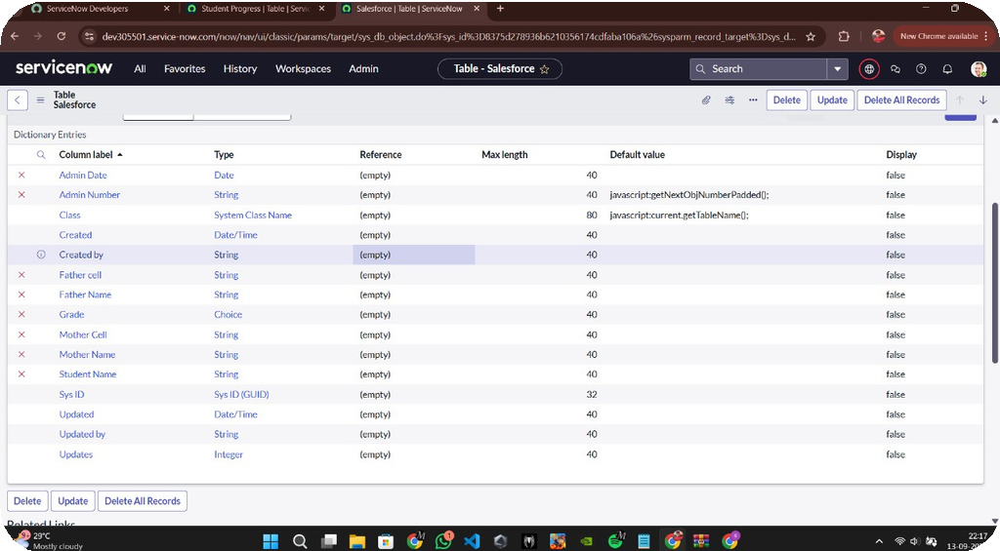 ServiceNow Developers
Student Progress | Table | Servic
Salesforce | Table | ServiceNow
dev305501.service-now.com/now/nav/ui/classic/params/target/sys_db_object.do%3Fsys_id%3D8375d278936b6210356174cdfaba106a%26sysparm_record_target%3Dsys_d...
New Chrome available
servicenow
All Favorites History Workspaces Admin
Table - Salesforce
Search
Table
Salesforce
Delete Update Delete All Records
Dictionary Entries
Column label Type Reference Max length Default value Display
Admin Date Date (empty) 40 false
Admin Number String (empty) 40 javascript:getNextObjNumberPadded(); false
Class System Class Name (empty) 80 javascript:current.getTableName(); false
Created Date/Time (empty) 40 false
Created by String (empty) 40 false
Father cell String (empty) 40 false
Father Name String (empty) 40 false
Grade Choice (empty) 40 false
Mother Cell String (empty) 40 false
Mother Name String (empty) 40 false
Student Name String (empty) 40 false
Sys ID Sys ID (GUID) (empty) 32 false
Updated Date/Time (empty) 40 false
Updated by String (empty) 40 false
Updates Integer (empty) 40 false
Delete Update Delete All Records
Related Links
29°C
Mostly cloudy
22:17
13-09-2